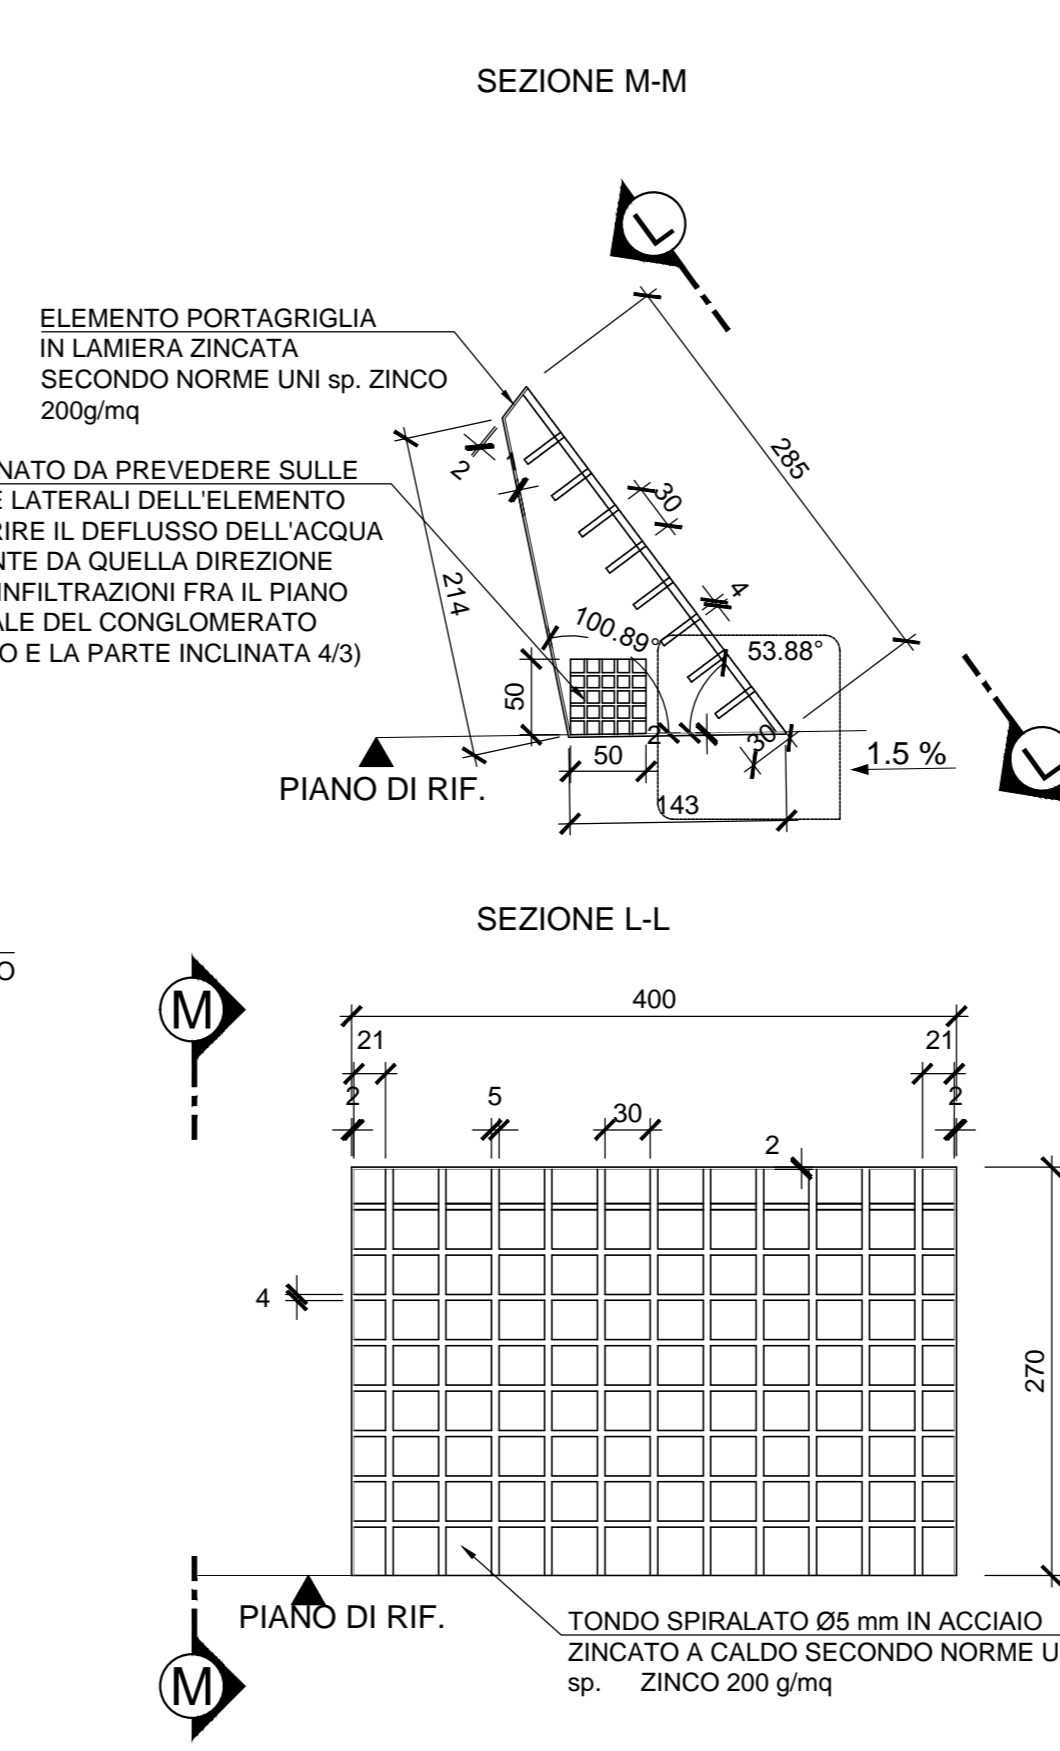 SEZIONE M-M
L
ELEMENTO PORTAGRIGLIA
IN LAMIERA ZINCATA
SECONDO NORME UNI sp. ZINCO
200g/mq
NATO DA PREVEDERE SULLE
E LATERALI DELL'ELEMENTO
RIRE IL DEFLUSSO DELL'ACQUA
NTE DA QUELLA DIREZIONE
INFILTRAZIONI FRA IL PIANO
ALE DEL CONGLOMERATO
O E LA PARTE INCLINATA 4/3)
2
1
285
30
4
214
100.89°
53.88°
50
50
2
30
143
1.5 %
PIANO DI RIF.
L
SEZIONE L-L
O
M
400
21
21
2
5
30
2
2
4
270
PIANO DI RIF.
TONDO SPIRALATO Ø5 mm IN ACCIAIO
ZINCATO A CALDO SECONDO NORME U
sp. ZINCO 200 g/mq
M